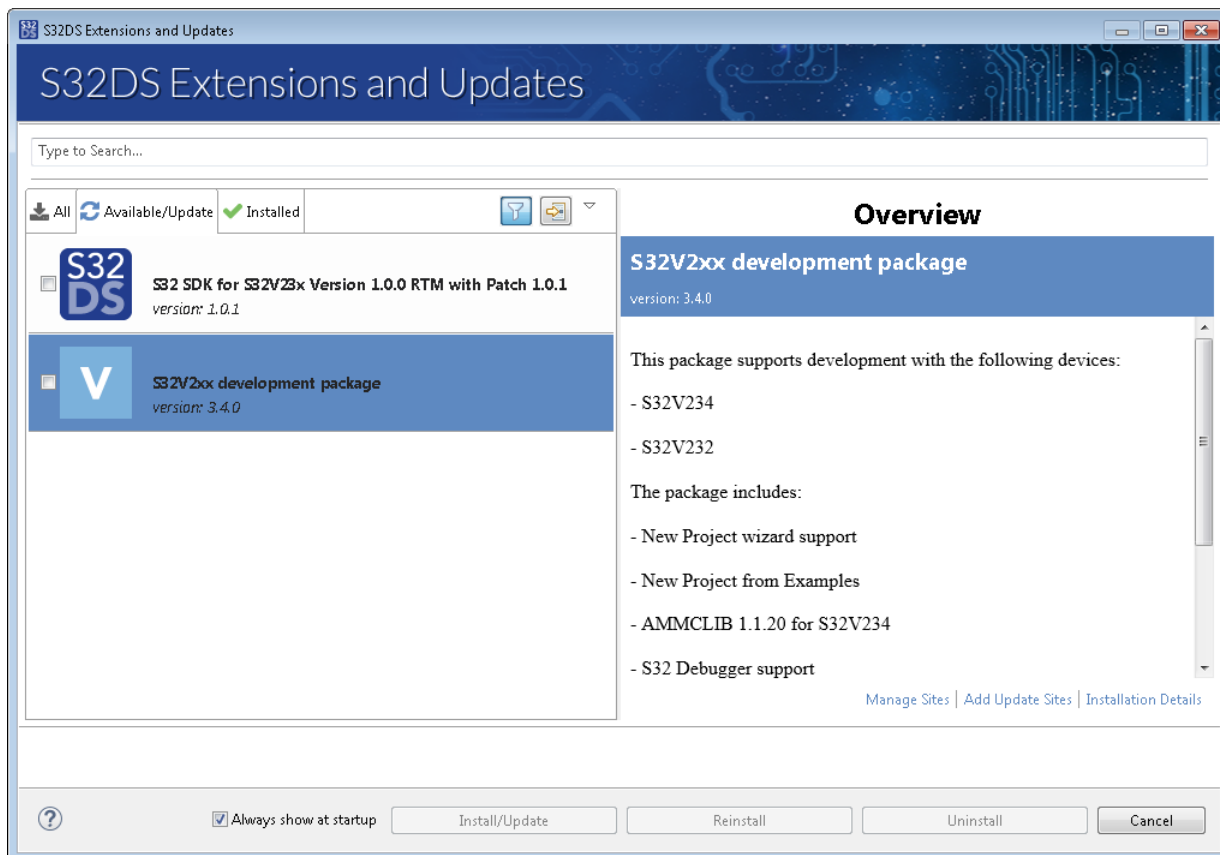 S32DS Extensions and Updates
S32DS Extensions and Updates
Type to Search...
All Available/Update Installed
S32
DS
S32 SDK for S32V23x Version 1.0.0 RTM with Patch 1.0.1
version: 1.0.1
V
S32V2xx development package
version: 3.4.0
Overview
S32V2xx development package
version: 3.4.0
This package supports development with the following devices:
- S32V234
- S32V232
The package includes:
- New Project wizard support
- New Project from Examples
- AMMCLIB 1.1.20 for S32V234
- S32 Debugger support
Manage Sites | Add Update Sites | Installation Details
? Always show at startup Install/Update Reinstall Uninstall Cancel